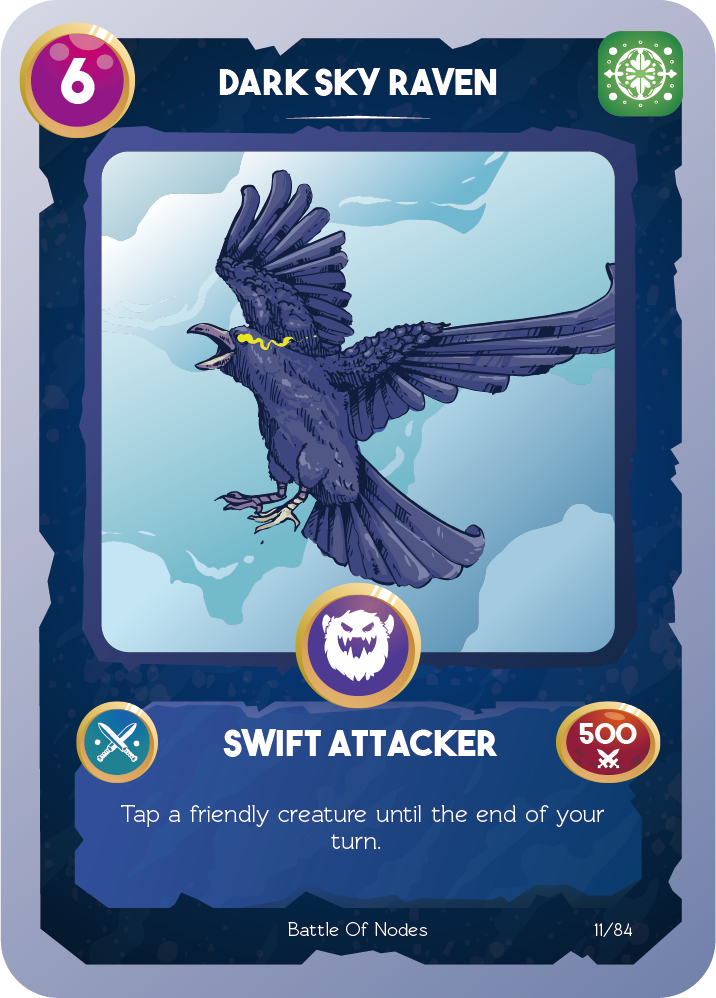 6
DARK SKY RAVEN
SWIFT ATTACKER
500
Tap a friendly creature until the end of your
turn.
Battle Of Nodes
11/84